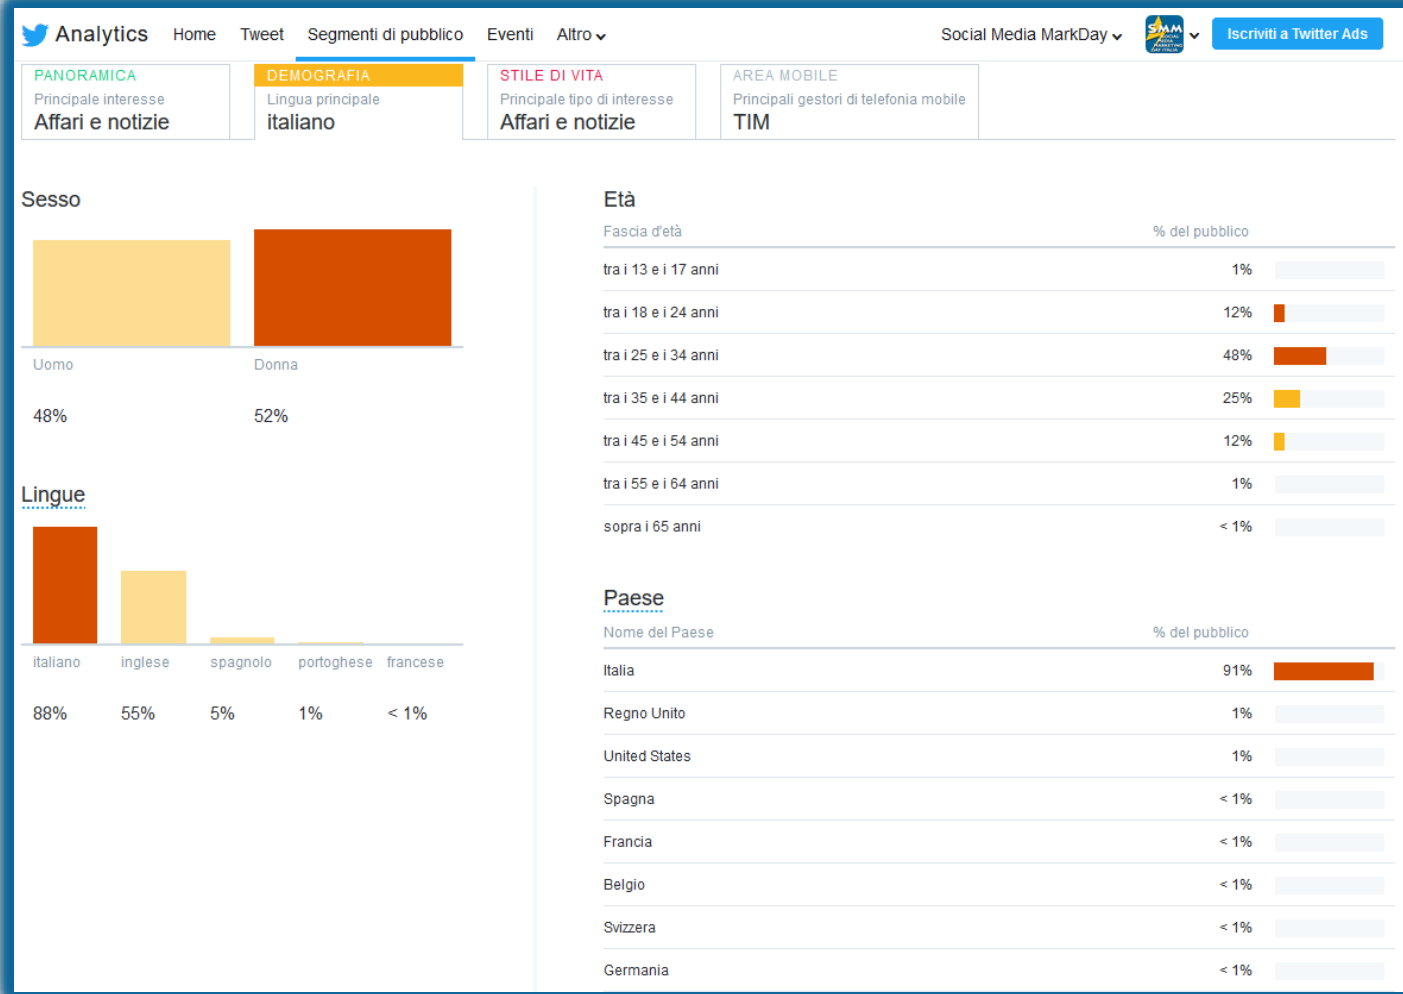 Analytics Home Tweet Segmenti di pubblico Eventi Altro Social Media MarkDay SMM SOCIAL MEDIA MARKETING DAY ITALIA Iscriviti a Twitter Ads
PANORAMICA
Principale interesse
Affari e notizie
DEMOGRAFIA
Lingua principale
italiano
STILE DI VITA
Principale tipo di interesse
Affari e notizie
AREA MOBILE
Principali gestori di telefonia mobile
TIM
Sesso
Uomo Donna
48% 52%
Lingue
italiano inglese spagnolo portoghese francese
88% 55% 5% 1% < 1%
Età
Fascia d'età % del pubblico
tra i 13 e i 17 anni 1%
tra i 18 e i 24 anni 12%
tra i 25 e i 34 anni 48%
tra i 35 e i 44 anni 25%
tra i 45 e i 54 anni 12%
tra i 55 e i 64 anni 1%
sopra i 65 anni < 1%
Paese
Nome del Paese % del pubblico
Italia 91%
Regno Unito 1%
United States 1%
Spagna < 1%
Francia < 1%
Belgio < 1%
Svizzera < 1%
Germania < 1%